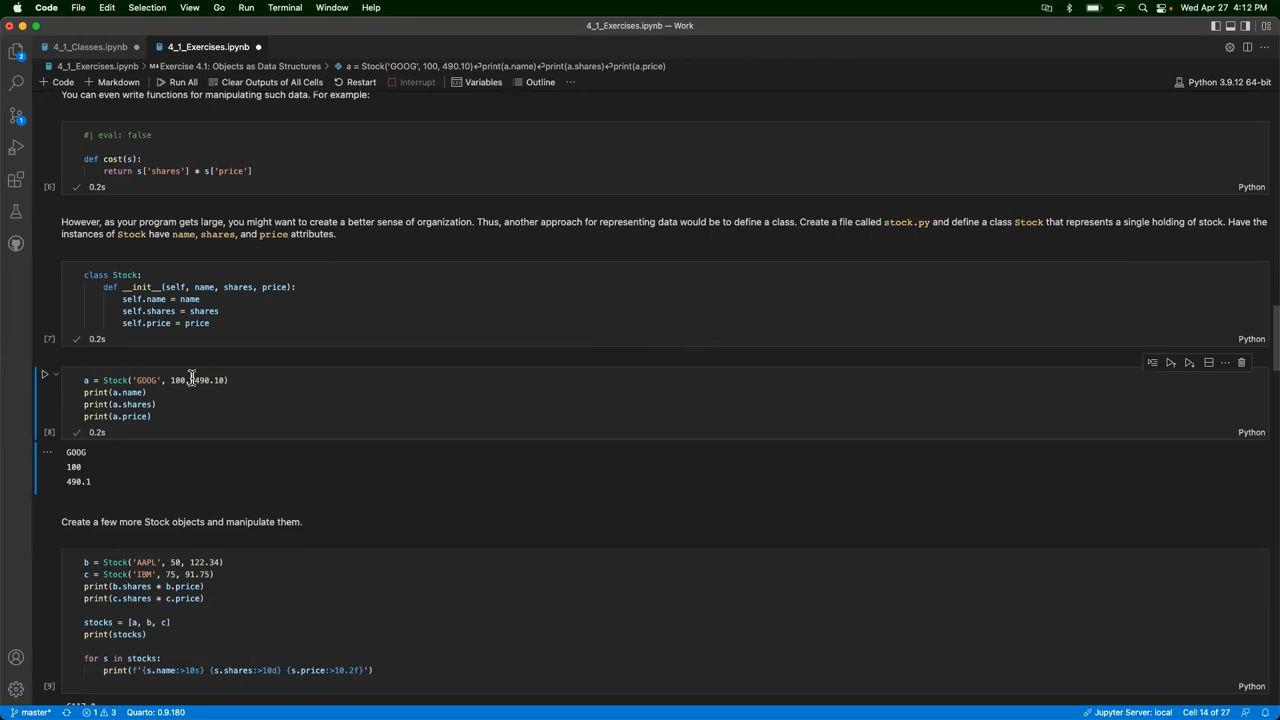 Code File Edit Selection View Go Run Terminal Window Help Wed Apr 27 4:12 PM
4_1_Exercises.ipynb — Work
4_1_Classes.ipynb 4_1_Exercises.ipynb
4_1_Exercises.ipynb > Exercise 4.1: Objects as Data Structures > a = Stock('GOOG', 100, 490.10)↵print(a.name)↵print(a.shares)↵print(a.price)
+ Code + Markdown Run All Clear Outputs of All Cells Restart Interrupt Variables Outline ... Python 3.9.12 64-bit
You can even write functions for manipulating such data. For example:
#| eval: false
def cost(s):
return s['shares'] * s['price']
[6] 0.2s Python
However, as your program gets large, you might want to create a better sense of organization. Thus, another approach for representing data would be to define a class. Create a file called stock.py and define a class Stock that represents a single holding of stock. Have the
instances of Stock have name, shares, and price attributes.
class Stock:
def __init__(self, name, shares, price):
self.name = name
self.shares = shares
self.price = price
[7] 0.2s Python
a = Stock('GOOG', 100, 490.10)
print(a.name)
print(a.shares)
print(a.price)
[8] 0.2s Python
GOOG
100
490.1
Create a few more Stock objects and manipulate them.
b = Stock('AAPL', 50, 122.34)
c = Stock('IBM', 75, 91.75)
print(b.shares * b.price)
print(c.shares * c.price)
stocks = [a, b, c]
print(stocks)
for s in stocks:
print(f'{s.name:>10s} {s.shares:>10d} {s.price:>10.2f}')
[9] Python
master* 1 3 Quarto: 0.9.180 Jupyter Server: local Cell 14 of 27